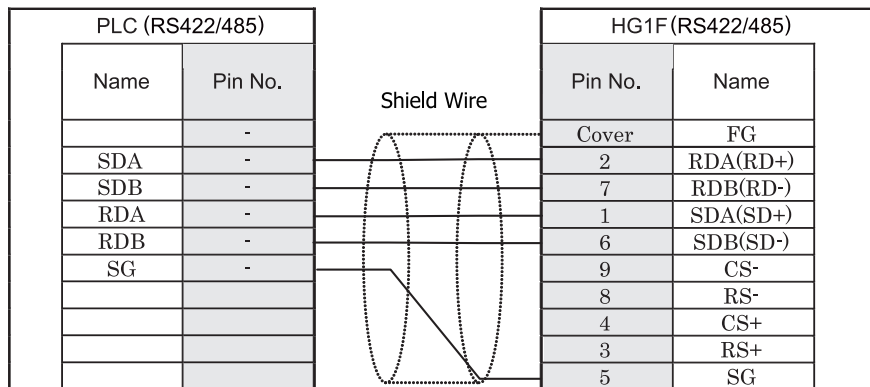 PLC (RS422/485) HG1F (RS422/485)
Name Pin No. Shield Wire Pin No. Name
- Cover FG
SDA - 2 RDA(RD+)
SDB - 7 RDB(RD-)
RDA - 1 SDA(SD+)
RDB - 6 SDB(SD-)
SG - 9 CS-
8 RS-
4 CS+
3 RS+
5 SG